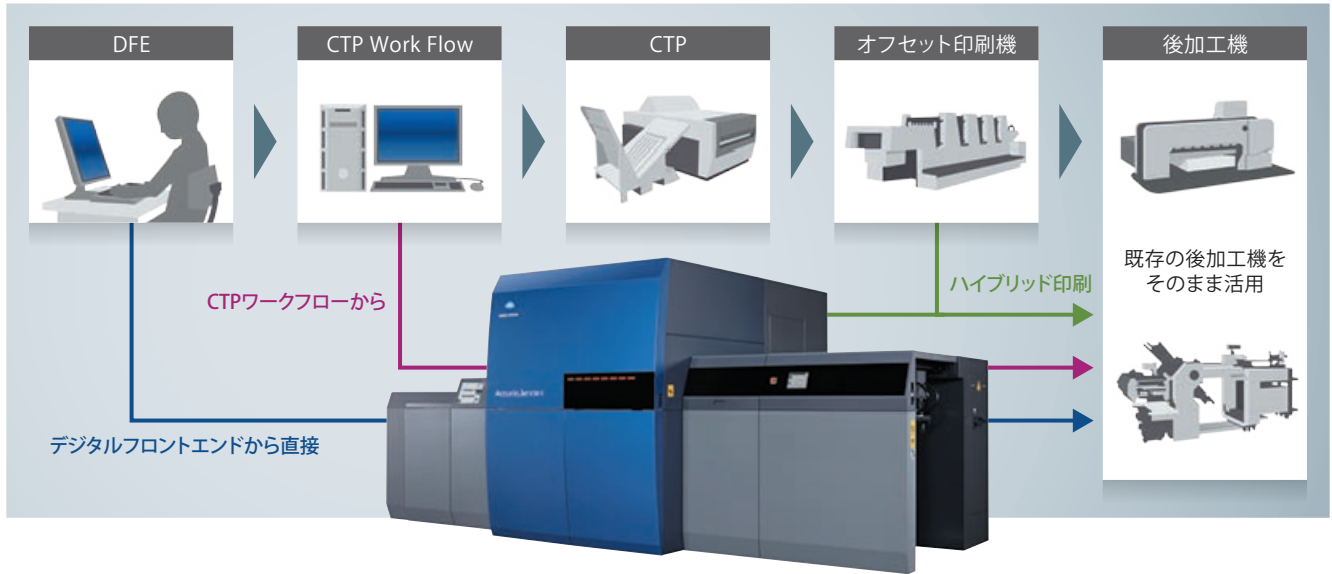 DFE
CTP Work Flow
CTP
オフセット印刷機
後加工機
既存の後加工機を
そのまま活用
ハイブリッド印刷
CTPワークフローから
デジタルフロントエンドから直接